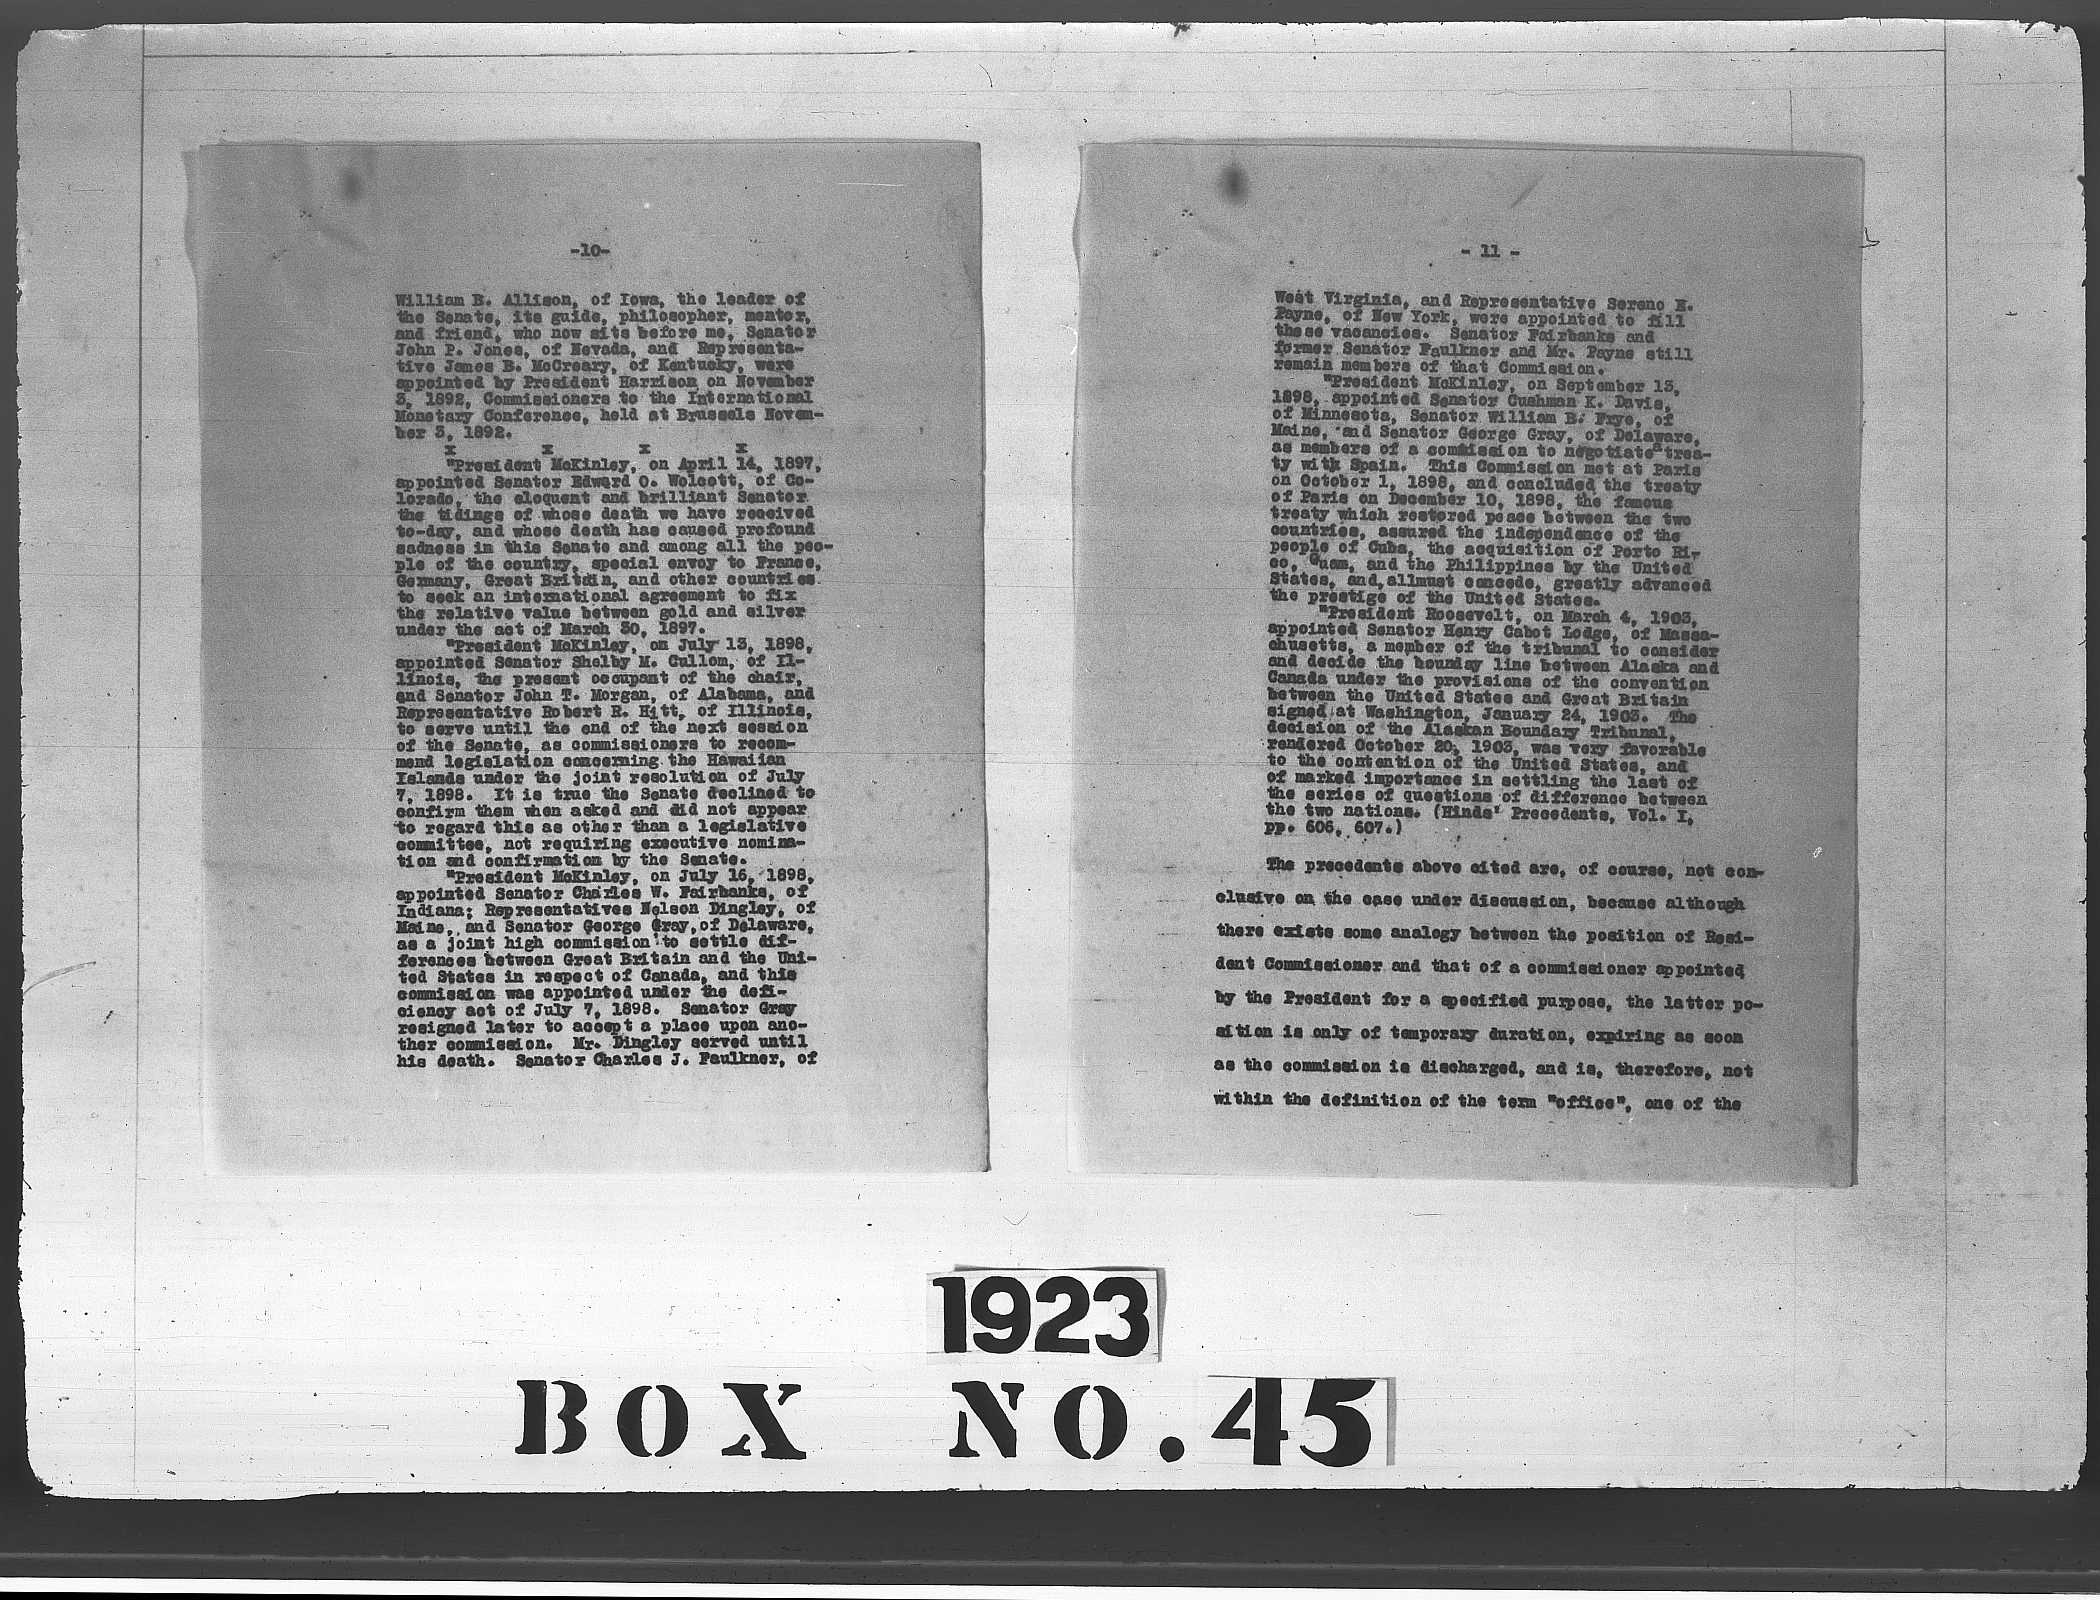 -10-
William B. Allison, of Iowa, the leader of
the Senate, its guide, philosopher, mentor,
and friend, who now sits before me, Senator
John P. Jones, of Nevada, and Representa-
tive James B. McCreary, of Kentucky, were
appointed by President Harrison on November
3, 1892, Commissioners to the International
Monetary Conference, held at Brussels Novem-
ber 3, 1892.
x x x x
"President McKinley, on April 14, 1897,
appointed Senator Edward O. Wolcott, of Co-
lorado, the eloquent and brilliant Senator
the tidings of whose death we have received
to-day, and whose death has caused profound
sadness in this Senate and among all the peo-
ple of the country, special envoy to France,
Germany, Great Britain, and other countries
to seek an international agreement to fix
the relative value between gold and silver
under the act of March 30, 1897.
"President McKinley, on July 13, 1898,
appointed Senator Shelby M. Cullom, of Il-
linois, the present occupant of the chair,
and Senator John T. Morgan, of Alabama, and
Representative Robert R. Hitt, of Illinois,
to serve until the end of the next session
of the Senate, as commissioners to recom-
mend legislation concerning the Hawaiian
Islands under the joint resolution of July
7, 1898. It is true the Senate declined to
confirm them when asked and did not appear
to regard this as other than a legislative
committee, not requiring executive nomina-
tion and confirmation by the Senate.
"President McKinley, on July 16, 1898,
appointed Senator Charles W. Fairbanks, of
Indiana; Representatives Nelson Dingley, of
Maine, and Senator George Gray, of Delaware,
as a joint high commission to settle dif-
ferences between Great Britain and the Uni-
ted States in respect of Canada, and this
commission was appointed under the defi-
ciency act of July 7, 1898. Senator Gray
resigned later to accept a place upon ano-
ther commission. Mr. Dingley served until
his death. Senator Charles J. Faulkner, of
- 11 -
West Virginia, and Representative Sereno E.
Payne, of New York, were appointed to fill
these vacancies. Senator Fairbanks and
former Senator Faulkner and Mr. Payne still
remain members of that Commission.
"President McKinley, on September 13,
1898, appointed Senator Cushman K. Davis,
of Minnesota, Senator William B. Frye, of
Maine, and Senator George Gray, of Delaware,
as members of a commission to negotiate a trea-
ty with Spain. This Commission met at Paris
on October 1, 1898, and concluded the treaty
of Paris on December 10, 1898, the famous
treaty which restored peace between the two
countries, assured the independence of the
people of Cuba, the acquisition of Porto Ri-
co, Guam, and the Philippines by the United
States, and, allmust concede, greatly advanced
the prestige of the United States.
"President Roosevelt, on March 4, 1903,
appointed Senator Henry Cabot Lodge, of Massa-
chusetts, a member of the tribunal to consider
and decide the bounday line between Alaska and
Canada under the provisions of the convention
between the United States and Great Britain
signed at Washington, January 24, 1903. The
decision of the Alaskan Boundary Tribunal,
rendered October 20, 1903, was very favorable
to the contention of the United States, and
of marked importance in settling the last of
the series of questions of difference between
the two nations. (Hinds' Precedents, Vol. I,
pp. 606, 607.)
The precedents above cited are, of course, not con-
clusive on the case under discussion, because although
there exists some analogy between the position of Resi-
dent Commissioner and that of a commissioner appointed
by the President for a specified purpose, the latter po-
sition is only of temporary duration, expiring as soon
as the commission is discharged, and is, therefore, not
within the definition of the term "office", one of the
1923
BOX NO. 45